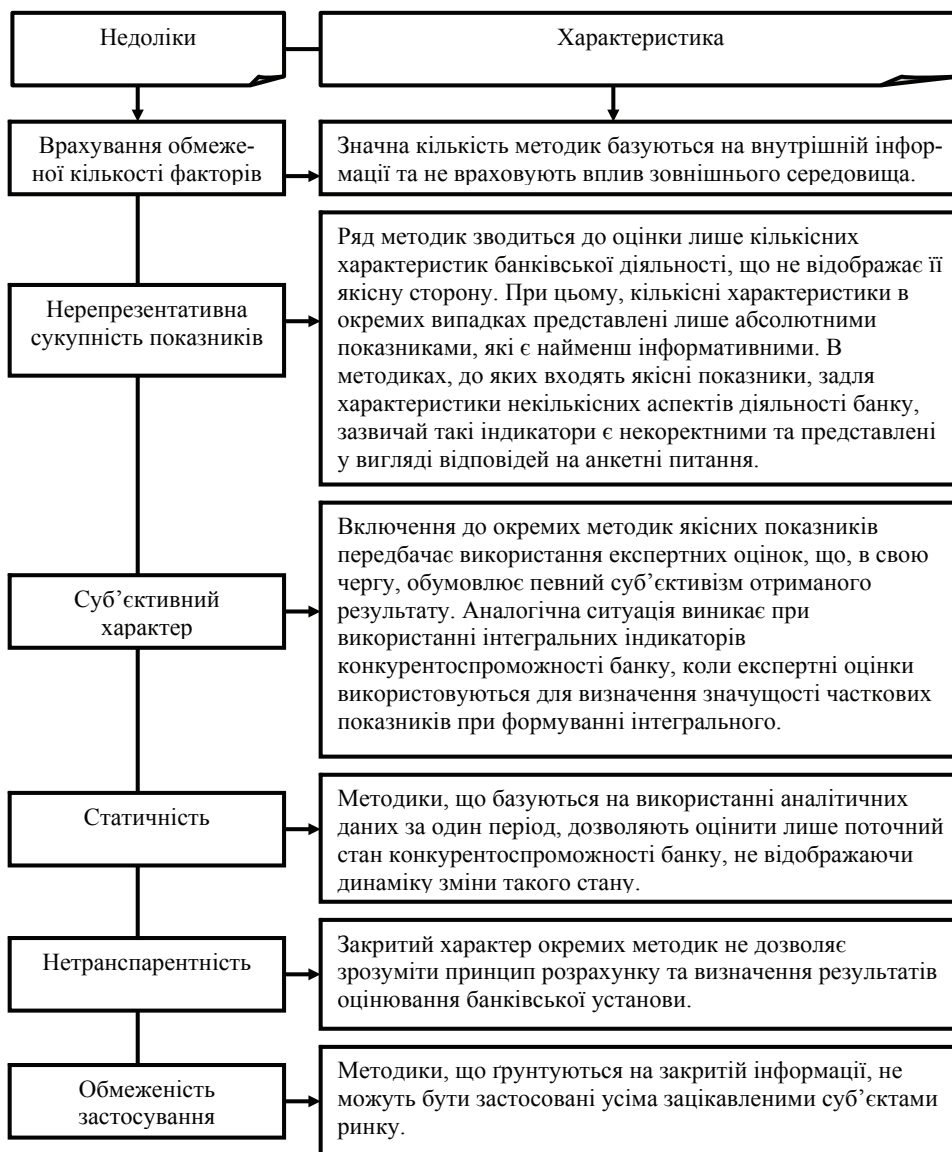 Недоліки
Характеристика
Врахування обмеже-
ної кількості факторів
Значна кількість методик базуються на внутрішній інфор-
мації та не враховують вплив зовнішнього середовища.
Нерепрезентативна
сукупність показників
Ряд методик зводиться до оцінки лише кількісних
характеристик банківської діяльності, що не відображає її
якісну сторону. При цьому, кількісні характеристики в
окремих випадках представлені лише абсолютними
показниками, які є найменш інформативними. В
методиках, до яких входять якісні показники, задля
характеристики некількісних аспектів діяльності банку,
зазвичай такі індикатори є некоректними та представлені
у вигляді відповідей на анкетні питання.
Суб’єктивний
характер
Включення до окремих методик якісних показників
передбачає використання експертних оцінок, що, в свою
чергу, обумовлює певний суб’єктивізм отриманого
результату. Аналогічна ситуація виникає при
використанні інтегральних індикаторів
конкурентоспроможності банку, коли експертні оцінки
використовуються для визначення значущості часткових
показників при формуванні інтегрального.
Статичність
Методики, що базуються на використанні аналітичних
даних за один період, дозволяють оцінити лише поточний
стан конкурентоспроможності банку, не відображаючи
динаміку зміни такого стану.
Нетранспарентність
Закритий характер окремих методик не дозволяє
зрозуміти принцип розрахунку та визначення результатів
оцінювання банківської установи.
Обмеженість
застосування
Методики, що ґрунтуються на закритій інформації, не
можуть бути застосовані усіма зацікавленими суб’єктами
ринку.